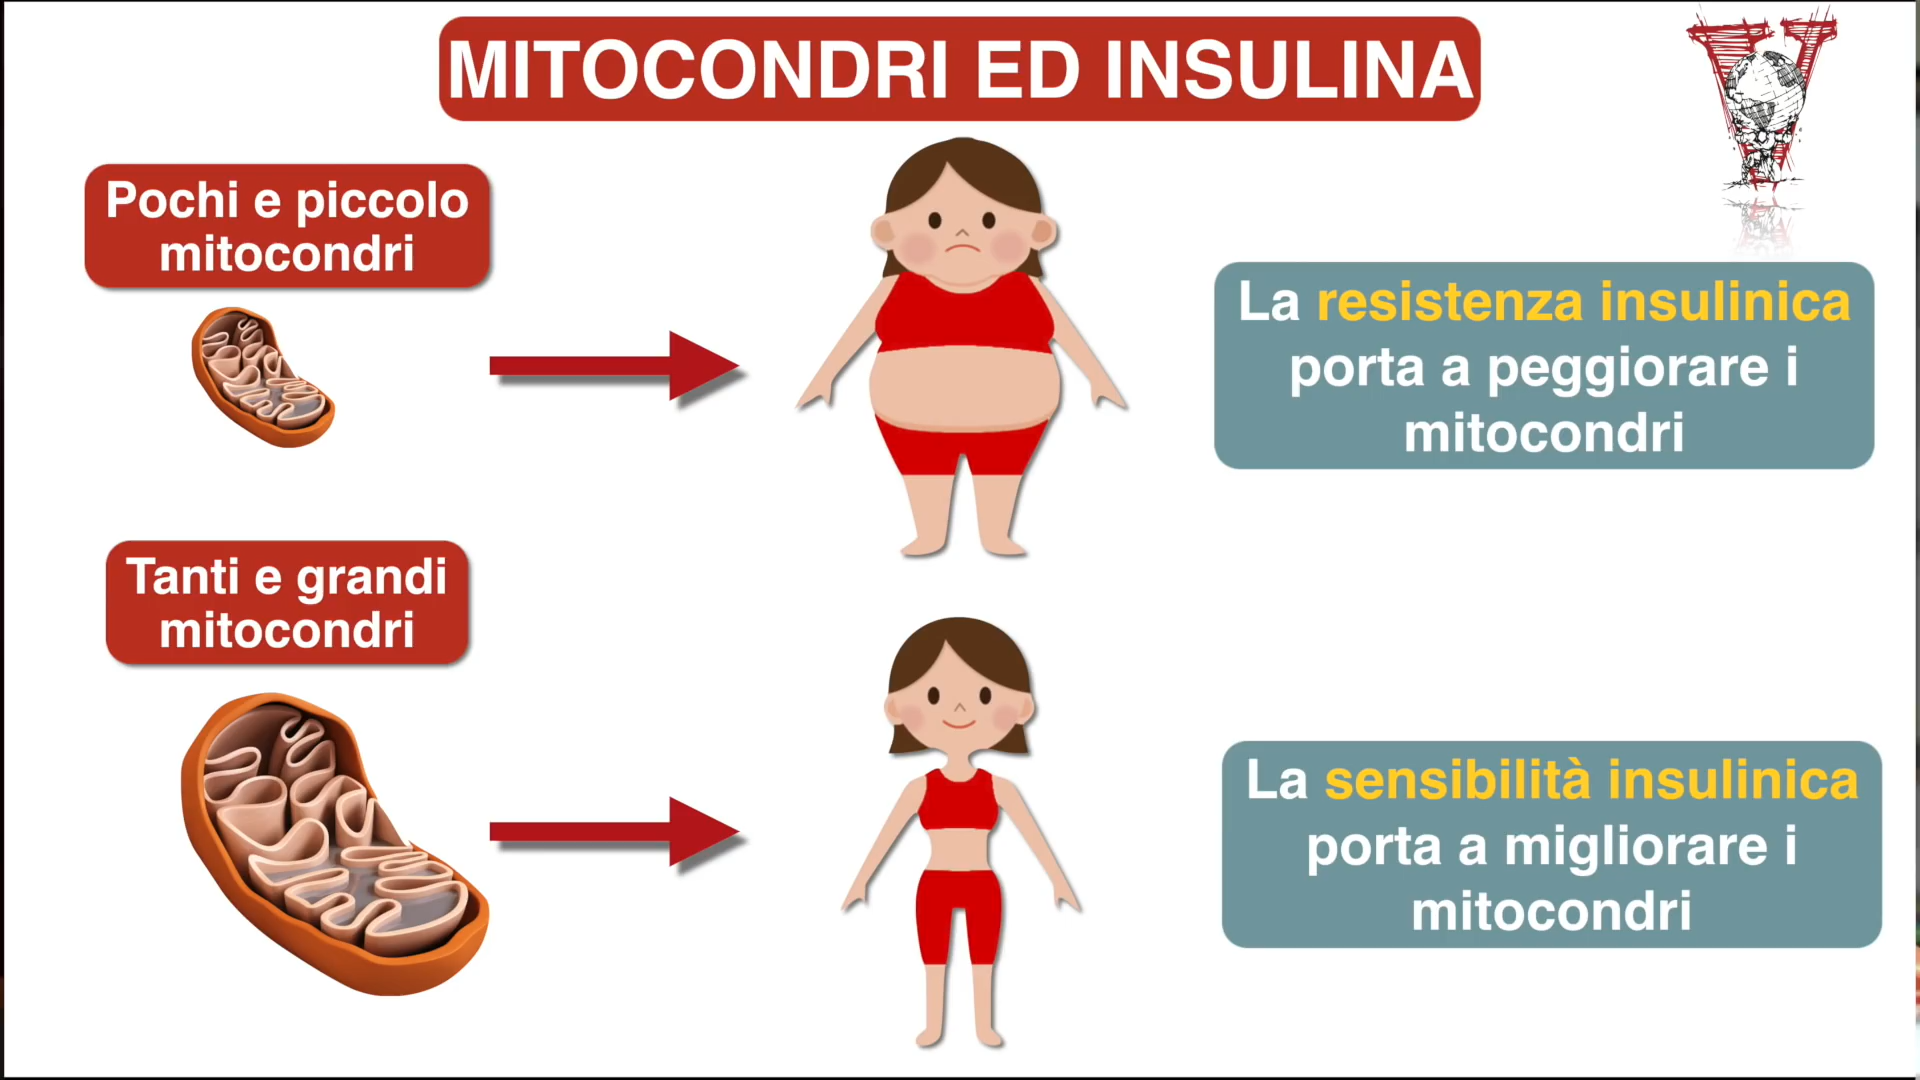 MITOCONDRI ED INSULINA
Pochi e piccolo
mitocondri
La resistenza insulinica
porta a peggiorare i
mitocondri
Tanti e grandi
mitocondri
La sensibilità insulinica
porta a migliorare i
mitocondri